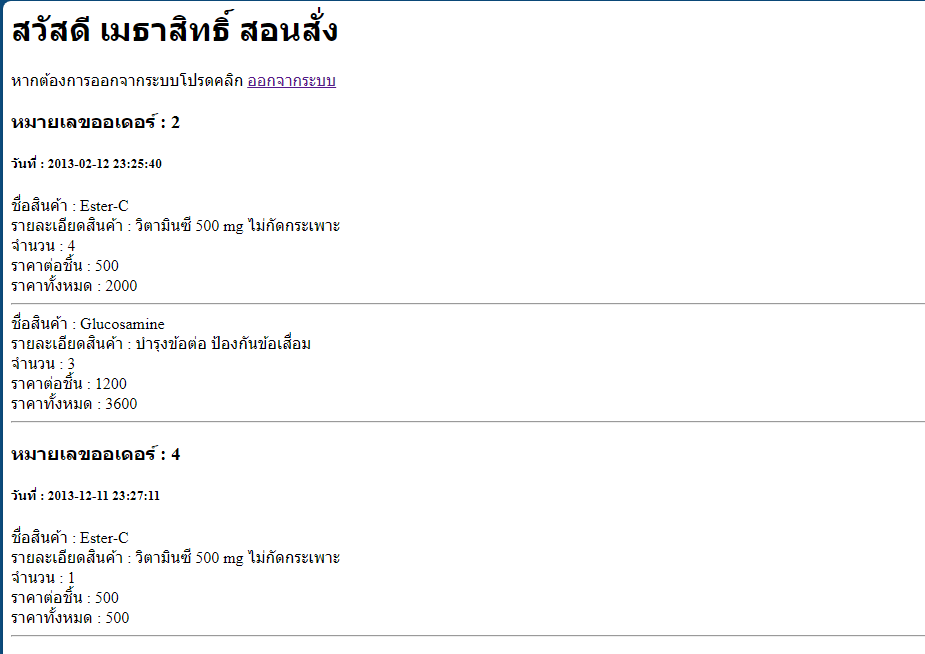 สวัสดี เมธาสิทธิ์ สอนสั่ง
หากต้องการออกจากระบบโปรดคลิก ออกจากระบบ
หมายเลขออเดอร์ : 2
วันที่ : 2013-02-12 23:25:40
ชื่อสินค้า : Ester-C
รายละเอียดสินค้า : วิตามินซี 500 mg ไม่กัดกระเพาะ
จำนวน : 4
ราคาต่อชิ้น : 500
ราคาทั้งหมด : 2000
ชื่อสินค้า : Glucosamine
รายละเอียดสินค้า : บำรุงข้อต่อ ป้องกันข้อเสื่อม
จำนวน : 3
ราคาต่อชิ้น : 1200
ราคาทั้งหมด : 3600
หมายเลขออเดอร์ : 4
วันที่ : 2013-12-11 23:27:11
ชื่อสินค้า : Ester-C
รายละเอียดสินค้า : วิตามินซี 500 mg ไม่กัดกระเพาะ
จำนวน : 1
ราคาต่อชิ้น : 500
ราคาทั้งหมด : 500